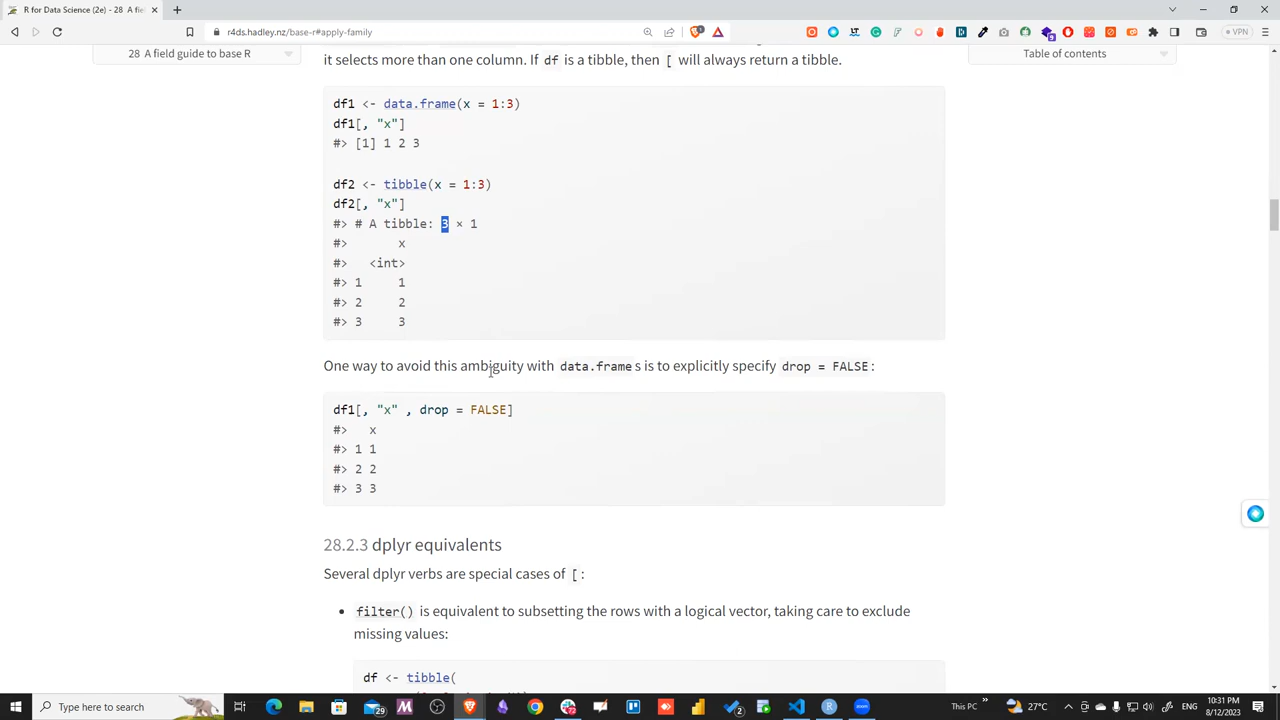 R for Data Science (2e) - 28 A fiel
r4ds.hadley.nz/base-r#apply-family
VPN
28 A field guide to base R
Table of contents
it selects more than one column. If df is a tibble, then [ will always return a tibble.
df1 <- data.frame(x = 1:3)
df1[, "x"]
#> [1] 1 2 3
df2 <- tibble(x = 1:3)
df2[, "x"]
#> # A tibble: 3 × 1
#> x
#> <int>
#> 1 1
#> 2 2
#> 3 3
One way to avoid this ambiguity with data.frames is to explicitly specify drop = FALSE:
df1[, "x" , drop = FALSE]
#> x
#> 1 1
#> 2 2
#> 3 3
28.2.3 dplyr equivalents
Several dplyr verbs are special cases of [:
• filter() is equivalent to subsetting the rows with a logical vector, taking care to exclude
missing values:
df <- tibble(
Type here to search
29
2
This PC
27°C
10:31 PM
8/12/2023